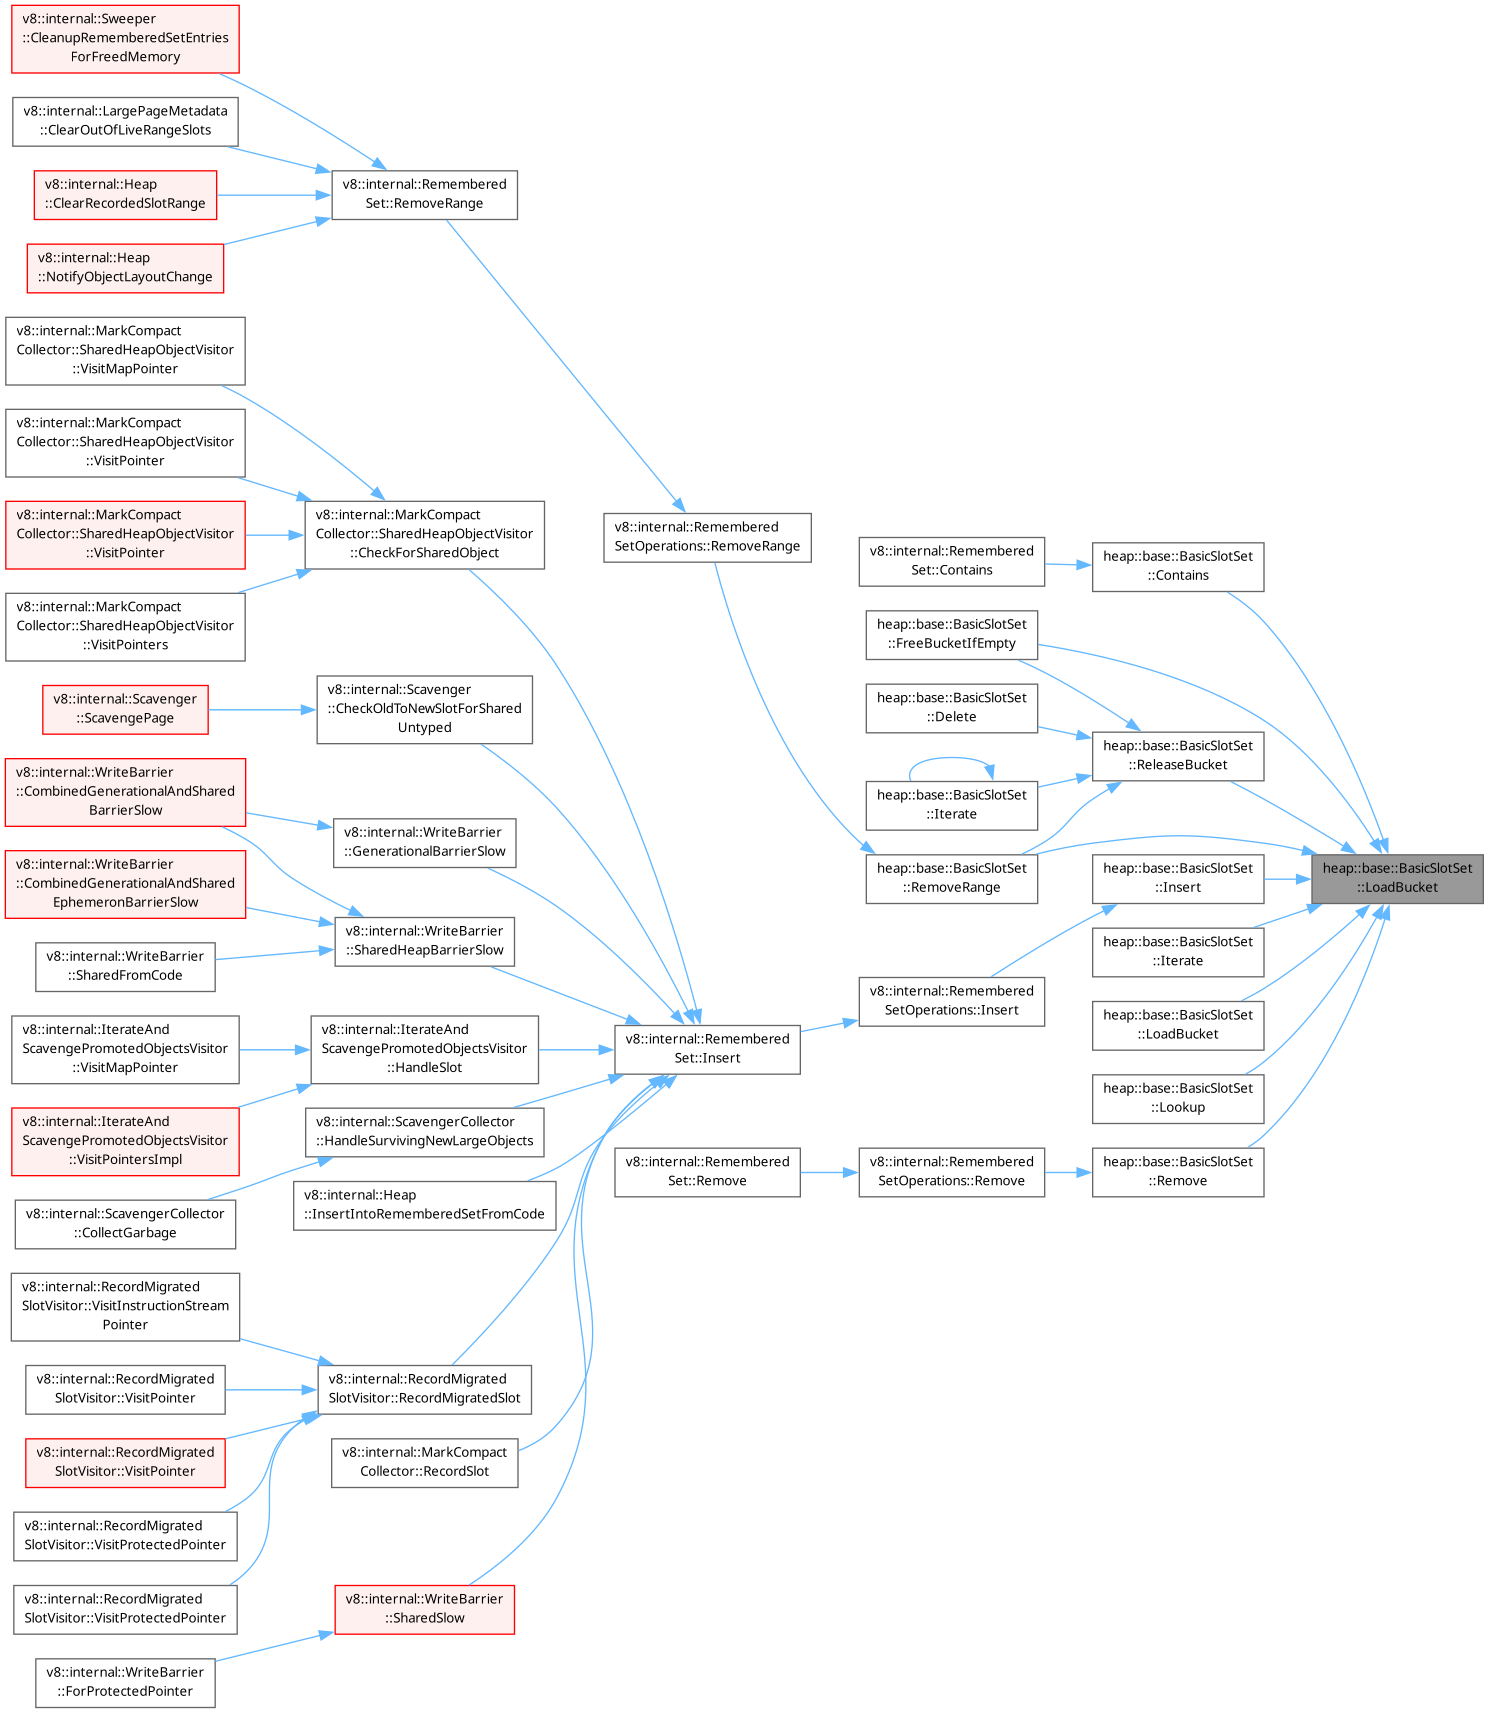 v8::internal::Sweeper
::CleanupRememberedSetEntries
ForFreedMemory
v8::internal::LargePageMetadata
::ClearOutOfLiveRangeSlots
v8::internal::Heap
::ClearRecordedSlotRange
v8::internal::Heap
::NotifyObjectLayoutChange
v8::internal::Remembered
Set::RemoveRange
v8::internal::MarkCompact
Collector::SharedHeapObjectVisitor
::VisitMapPointer
v8::internal::MarkCompact
Collector::SharedHeapObjectVisitor
::VisitPointer
v8::internal::MarkCompact
Collector::SharedHeapObjectVisitor
::VisitPointer
v8::internal::MarkCompact
Collector::SharedHeapObjectVisitor
::VisitPointers
v8::internal::MarkCompact
Collector::SharedHeapObjectVisitor
::CheckForSharedObject
v8::internal::Scavenger
::ScavengePage
v8::internal::Scavenger
::CheckOldToNewSlotForShared
Untyped
v8::internal::WriteBarrier
::CombinedGenerationalAndShared
BarrierSlow
v8::internal::WriteBarrier
::GenerationalBarrierSlow
v8::internal::WriteBarrier
::CombinedGenerationalAndShared
EphemeronBarrierSlow
v8::internal::WriteBarrier
::SharedHeapBarrierSlow
v8::internal::WriteBarrier
::SharedFromCode
v8::internal::IterateAnd
ScavengePromotedObjectsVisitor
::VisitMapPointer
v8::internal::IterateAnd
ScavengePromotedObjectsVisitor
::HandleSlot
v8::internal::IterateAnd
ScavengePromotedObjectsVisitor
::VisitPointersImpl
v8::internal::ScavengerCollector
::HandleSurvivingNewLargeObjects
v8::internal::ScavengerCollector
::CollectGarbage
v8::internal::Heap
::InsertIntoRememberedSetFromCode
v8::internal::RecordMigrated
SlotVisitor::VisitInstructionStream
Pointer
v8::internal::RecordMigrated
SlotVisitor::VisitPointer
v8::internal::RecordMigrated
SlotVisitor::RecordMigratedSlot
v8::internal::RecordMigrated
SlotVisitor::VisitPointer
v8::internal::MarkCompact
Collector::RecordSlot
v8::internal::RecordMigrated
SlotVisitor::VisitProtectedPointer
v8::internal::RecordMigrated
SlotVisitor::VisitProtectedPointer
v8::internal::WriteBarrier
::SharedSlow
v8::internal::WriteBarrier
::ForProtectedPointer
v8::internal::Remembered
SetOperations::RemoveRange
v8::internal::Remembered
Set::Insert
v8::internal::Remembered
Set::Remove
v8::internal::Remembered
Set::Contains
heap::base::BasicSlotSet
::FreeBucketIfEmpty
heap::base::BasicSlotSet
::Delete
heap::base::BasicSlotSet
::Iterate
heap::base::BasicSlotSet
::RemoveRange
v8::internal::Remembered
SetOperations::Insert
v8::internal::Remembered
SetOperations::Remove
heap::base::BasicSlotSet
::Contains
heap::base::BasicSlotSet
::ReleaseBucket
heap::base::BasicSlotSet
::Insert
heap::base::BasicSlotSet
::Iterate
heap::base::BasicSlotSet
::LoadBucket
heap::base::BasicSlotSet
::Lookup
heap::base::BasicSlotSet
::Remove
heap::base::BasicSlotSet
::LoadBucket